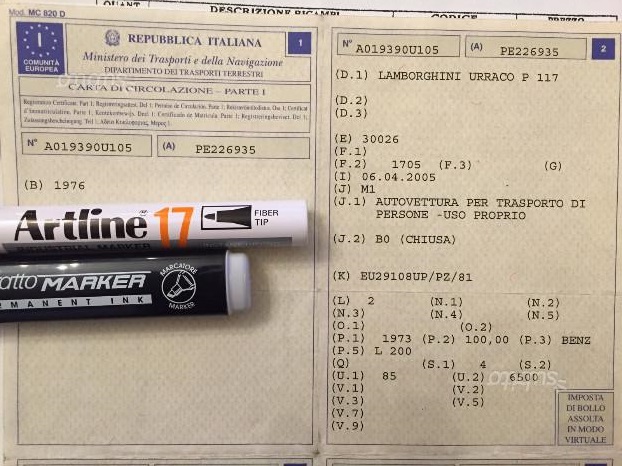 QUANT. DESCRIZIONE RICAMBI CODICE PREZZO
Mod. MC 820 D
I
COMUNITÀ EUROPEA
REPUBBLICA ITALIANA
1
Ministero dei Trasporti e della Navigazione
DIPARTIMENTO DEI TRASPORTI TERRESTRI
CARTA DI CIRCOLAZIONE – PARTE I
N° A019390U105 (A) PE226935
(B) 1976
Artline 17 FIBER TIP
MARKER
PERMANENT INK
MARCATORE
MARKER
N° A019390U105 (A) PE226935 2
(D.1) LAMBORGHINI URRACO P 117
(D.2)
(D.3)
(E) 30026
(F.1)
(F.2) 1705 (F.3) (G)
(I) 06.04.2005
(J) M1
(J.1) AUTOVETTURA PER TRASPORTO DI
PERSONE -USO PROPRIO
(J.2) B0 (CHIUSA)
(K) EU29108UP/PZ/81
(L) 2 (N.1) (N.2)
(N.3) (N.4) (N.5)
(O.1) (O.2)
(P.1) 1973 (P.2) 100,00 (P.3) BENZ
(P.5) L 200
(Q) (S.1) 4 (S.2)
(U.1) 85 (U.2) 6500
(V.1) (V.2)
(V.3) (V.5)
(V.7)
(V.9)
IMPOSTA
DI BOLLO
ASSOLTA
IN MODO
VIRTUALE